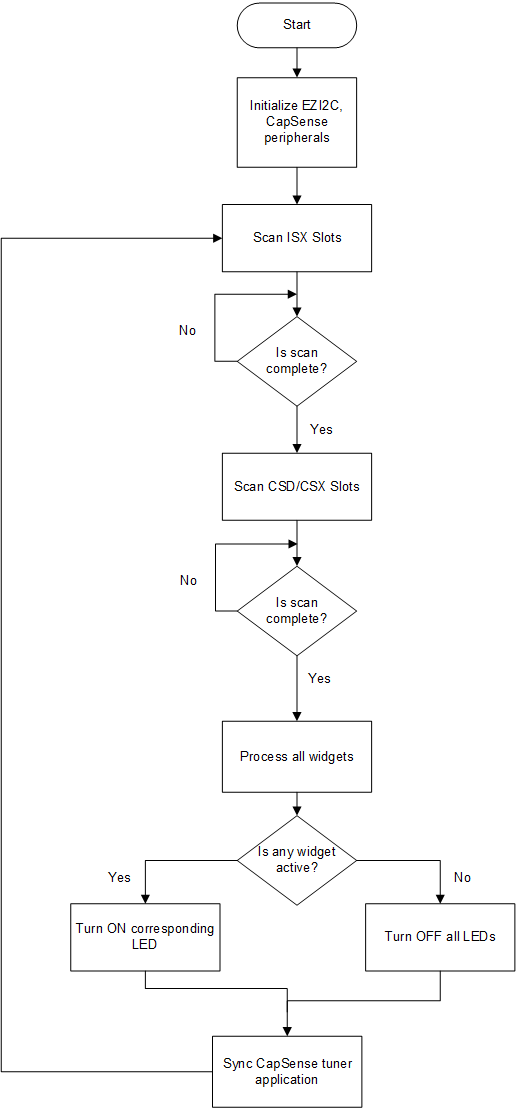 Start
Initialize EZI2C,
CapSense
peripherals
Scan ISX Slots
No
Is scan
complete?
Yes
Scan CSD/CSX Slots
No
Is scan
complete?
Yes
Process all widgets
Is any widget
active?
Yes
No
Turn ON corresponding
LED
Turn OFF all LEDs
Sync CapSense tuner
application